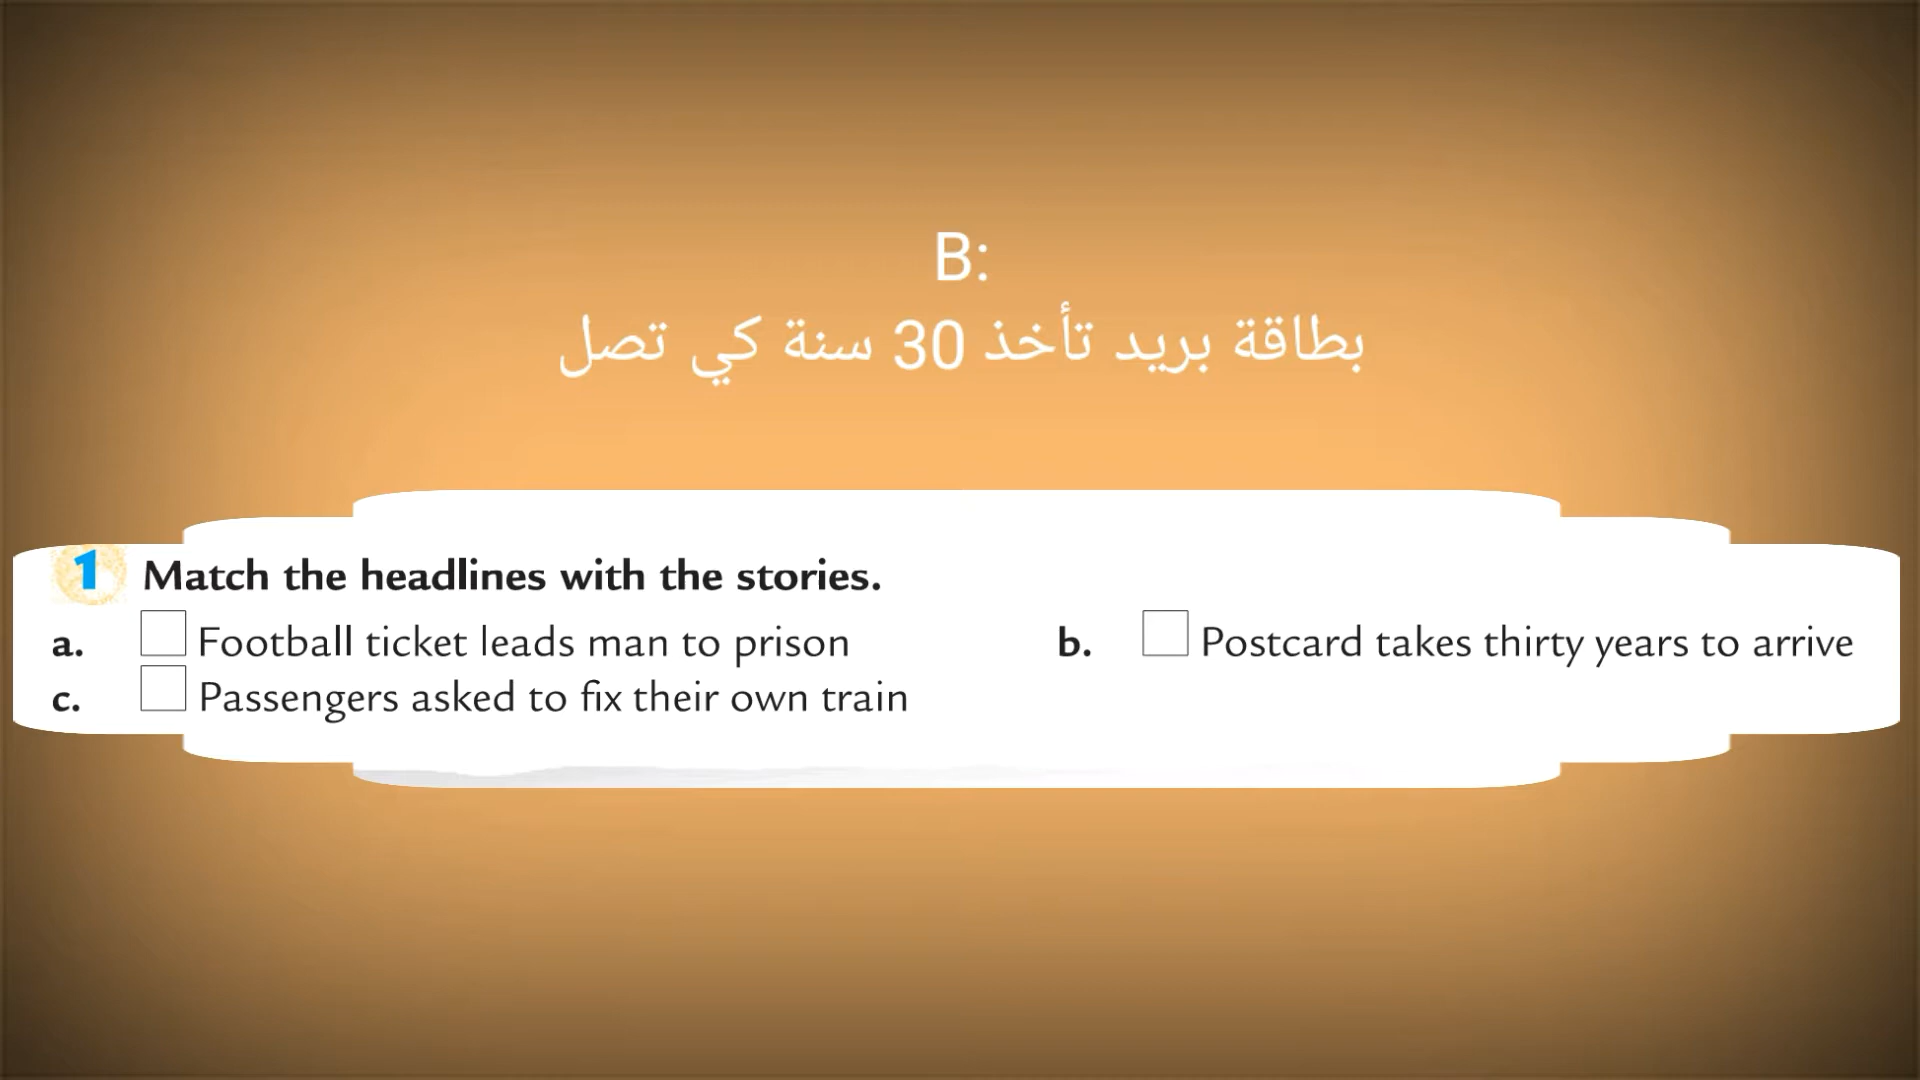 B:
بطاقة بريد تأخذ 30 سنة كي تصل
1 Match the headlines with the stories.
a. Football ticket leads man to prison b. Postcard takes thirty years to arrive
c. Passengers asked to fix their own train